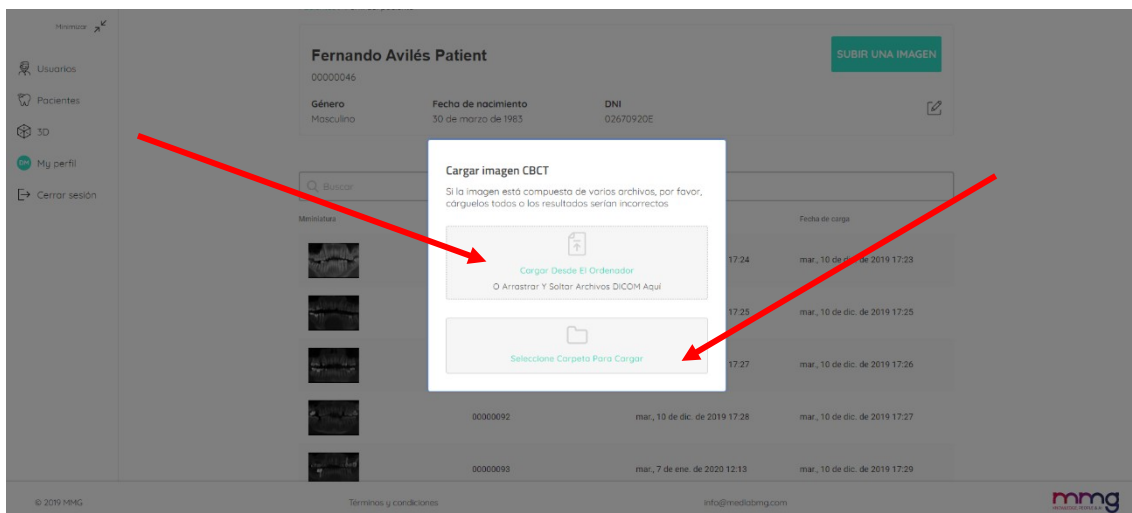 Minimizar
Usuarios
Pacientes
3D
DM My perfil
Cerrar sesión
Fernando Avilés Patient
00000046
SUBIR UNA IMAGEN
Género Fecha de nacimiento DNI
Masculino 30 de marzo de 1983 02670920E
Buscar
Miniatura Fecha de carga
Cargar imagen CBCT
Si la imagen está compuesta de varios archivos, por favor,
cárguelos todos o los resultados serían incorrectos
Cargar Desde El Ordenador
O Arrastrar Y Soltar Archivos DICOM Aquí
Seleccione Carpeta Para Cargar
17:24 mar., 10 de dic. de 2019 17:23
17:25 mar., 10 de dic. de 2019 17:25
17:27 mar., 10 de dic. de 2019 17:26
00000092 mar., 10 de dic. de 2019 17:28 mar., 10 de dic. de 2019 17:27
00000093 mar., 7 de ene. de 2020 12:13 mar., 10 de dic. de 2019 17:29
© 2019 MMG Términos y condiciones info@mediabmg.com mmg